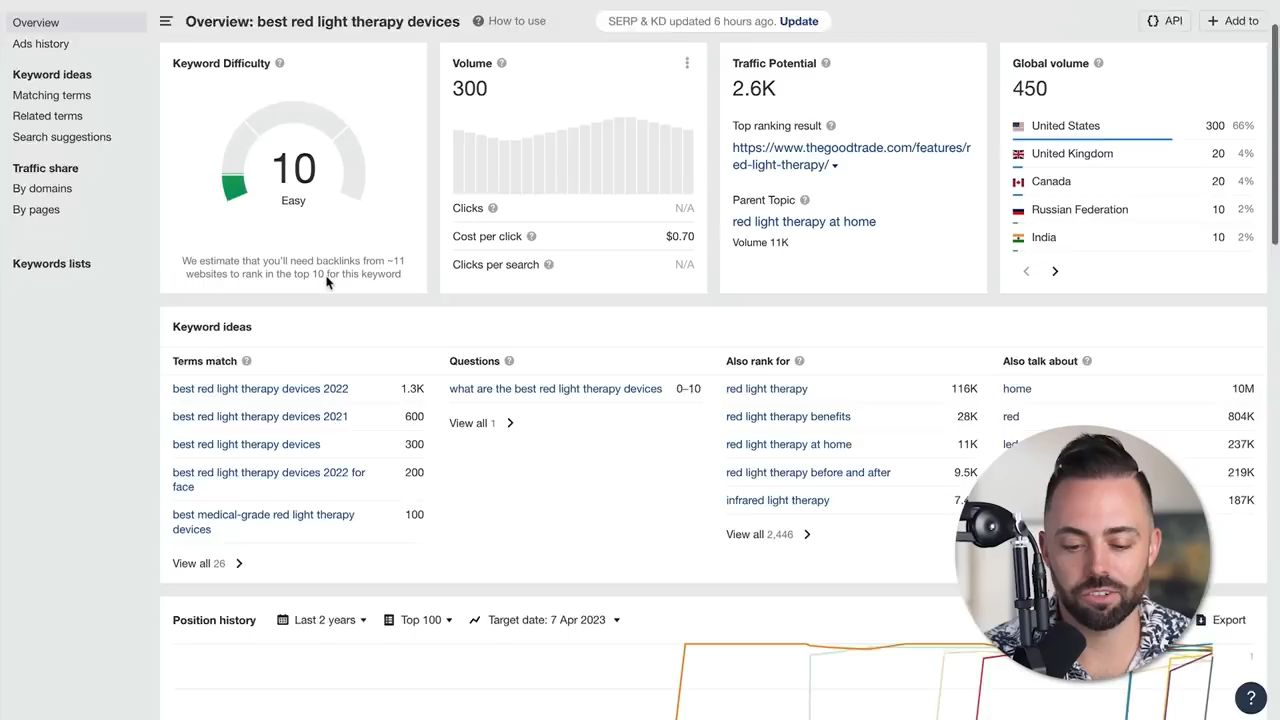 Overview
Ads history
Keyword ideas
Matching terms
Related terms
Search suggestions
Traffic share
By domains
By pages
Keywords lists
Overview: best red light therapy devices
How to use
SERP & KD updated 6 hours ago. Update
API
Add to
Keyword Difficulty
10
Easy
We estimate that you'll need backlinks from ~11
websites to rank in the top 10 for this keyword
Volume
300
Clicks N/A
Cost per click $0.70
Clicks per search N/A
Traffic Potential
2.6K
Top ranking result
https://www.thegoodtrade.com/features/r
ed-light-therapy/
Parent Topic
red light therapy at home
Volume 11K
Global volume
450
United States 300 66%
United Kingdom 20 4%
Canada 20 4%
Russian Federation 10 2%
India 10 2%
Keyword ideas
Terms match
best red light therapy devices 2022 1.3K
best red light therapy devices 2021 600
best red light therapy devices 300
best red light therapy devices 2022 for 200
face
best medical-grade red light therapy 100
devices
View all 26
Questions
what are the best red light therapy devices 0–10
View all 1
Also rank for
red light therapy 116K
red light therapy benefits 28K
red light therapy at home 11K
red light therapy before and after 9.5K
infrared light therapy
View all 2,446
Also talk about
home 10M
red 804K
led 237K
219K
187K
Position history
Last 2 years
Top 100
Target date: 7 Apr 2023
Export
1
?